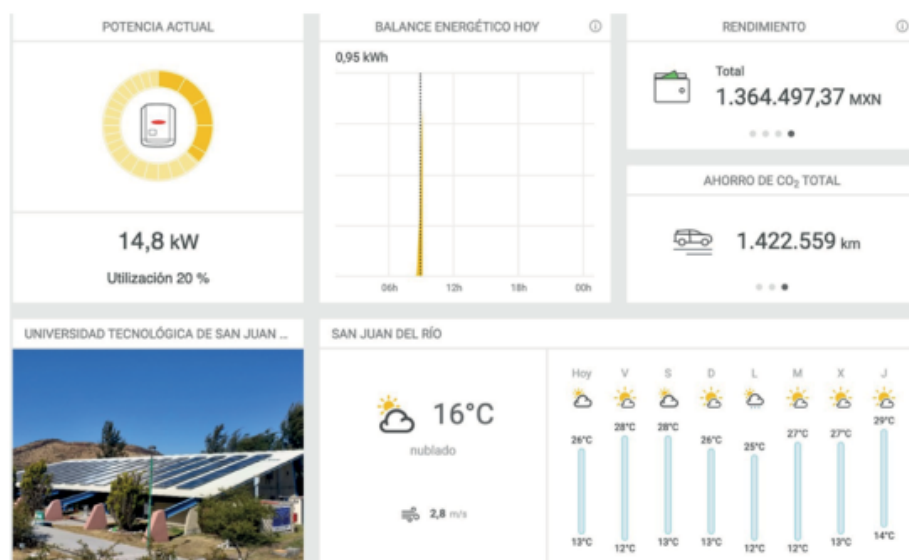 POTENCIA ACTUAL
14,8 kW
Utilización 20 %
BALANCE ENERGÉTICO HOY
0,95 kWh
06h 12h 18h 00h
RENDIMIENTO
Total
1.364.497,37 MXN
AHORRO DE CO₂ TOTAL
1.422.559 km
UNIVERSIDAD TECNOLÓGICA DE SAN JUAN ...
SAN JUAN DEL RÍO
16°C
nublado
2,8 m/s
Hoy V S D L M X J
26°C 28°C 28°C 26°C 25°C 27°C 27°C 29°C
13°C 12°C 13°C 13°C 12°C 12°C 13°C 14°C